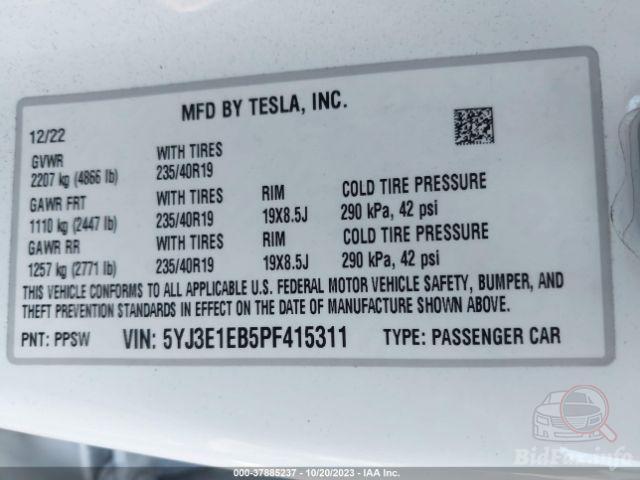 MFD BY TESLA, INC.
12/22
GVWR WITH TIRES
2207 kg (4866 lb) 235/40R19
GAWR FRT WITH TIRES RIM COLD TIRE PRESSURE
1110 kg (2447 lb) 235/40R19 19X8.5J 290 kPa, 42 psi
GAWR RR WITH TIRES RIM COLD TIRE PRESSURE
1257 kg (2771 lb) 235/40R19 19X8.5J 290 kPa, 42 psi
THIS VEHICLE CONFORMS TO ALL APPLICABLE U.S. FEDERAL MOTOR VEHICLE SAFETY, BUMPER, AND
THEFT PREVENTION STANDARDS IN EFFECT ON THE DATE OF MANUFACTURE SHOWN ABOVE.
PNT: PPSW VIN: 5YJ3E1EB5PF415311 TYPE: PASSENGER CAR
BidFax.info
000-37885237 - 10/20/2023 - IAA Inc.